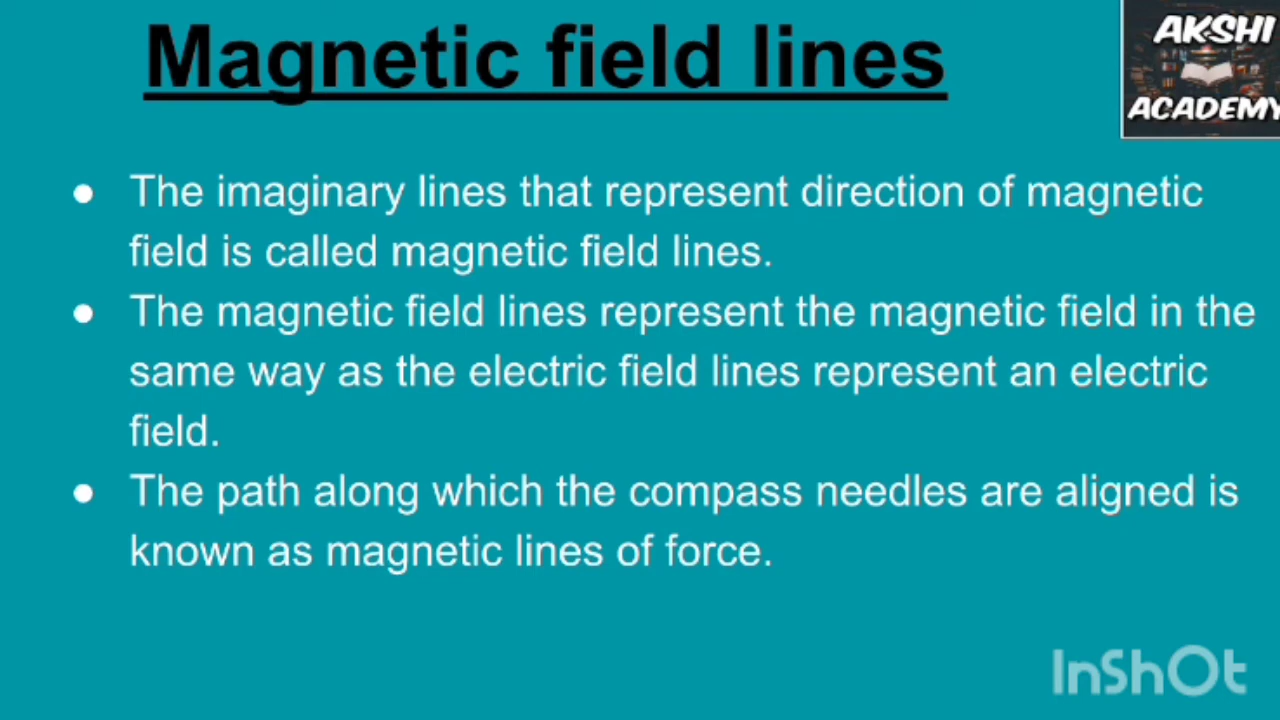 Magnetic field lines
AKSHI
ACADEMY
● The imaginary lines that represent direction of magnetic
field is called magnetic field lines.
● The magnetic field lines represent the magnetic field in the
same way as the electric field lines represent an electric
field.
● The path along which the compass needles are aligned is
known as magnetic lines of force.
InShOt